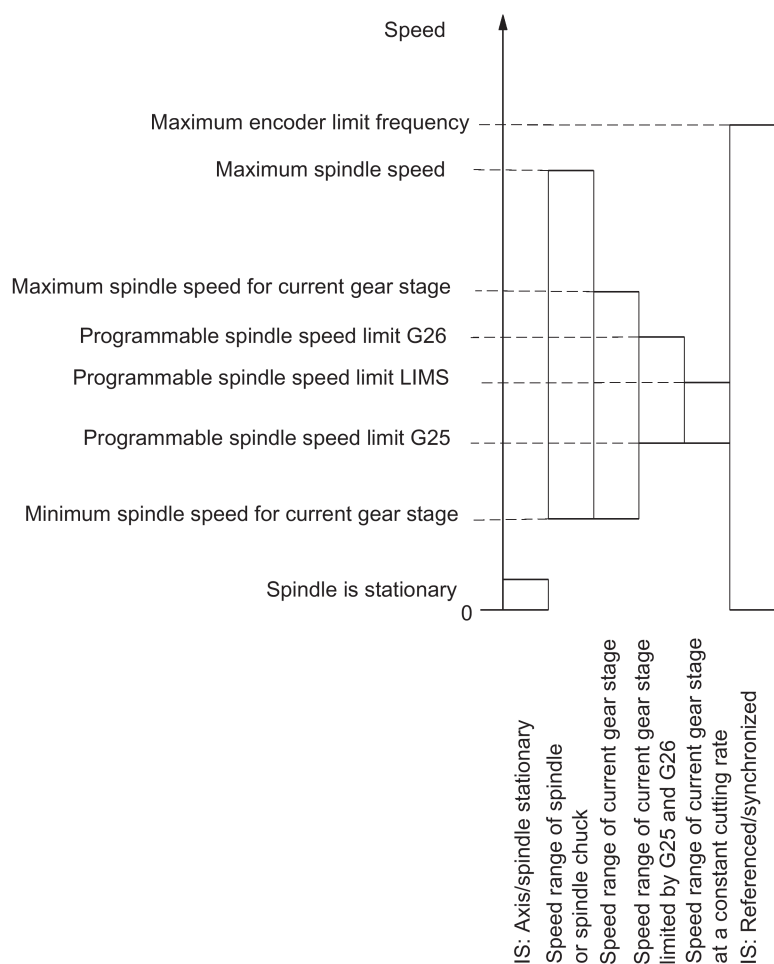 Speed
Maximum encoder limit frequency
Maximum spindle speed
Maximum spindle speed for current gear stage
Programmable spindle speed limit G26
Programmable spindle speed limit LIMS
Programmable spindle speed limit G25
Minimum spindle speed for current gear stage
Spindle is stationary
0
IS: Axis/spindle stationary
Speed range of spindle
or spindle chuck
Speed range of current gear stage
Speed range of current gear stage
limited by G25 and G26
Speed range of current gear stage
at a constant cutting rate
IS: Referenced/synchronized